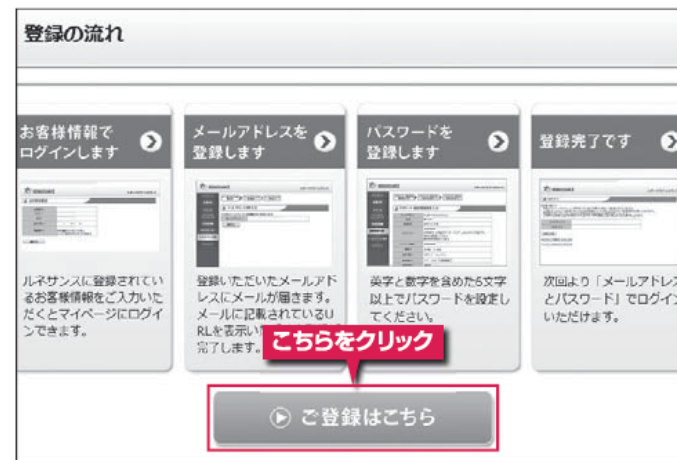 登録の流れ
お客様情報で
ログインします
メールアドレスを
登録します
パスワードを
登録します
登録完了です
ルネサンスに登録されてい
るお客様情報をご入力いた
だくとマイページにログイ
ンできます。
登録いただいたメールアド
レスにメールが届きます。
メールに記載されているU
RLを表示い
完了します。
英字と数字を含めた6文字
以上でパスワードを設定し
てください。
次回より「メールアドレス
とパスワード」でログイン
いただけます。
こちらをクリック
ご登録はこちら